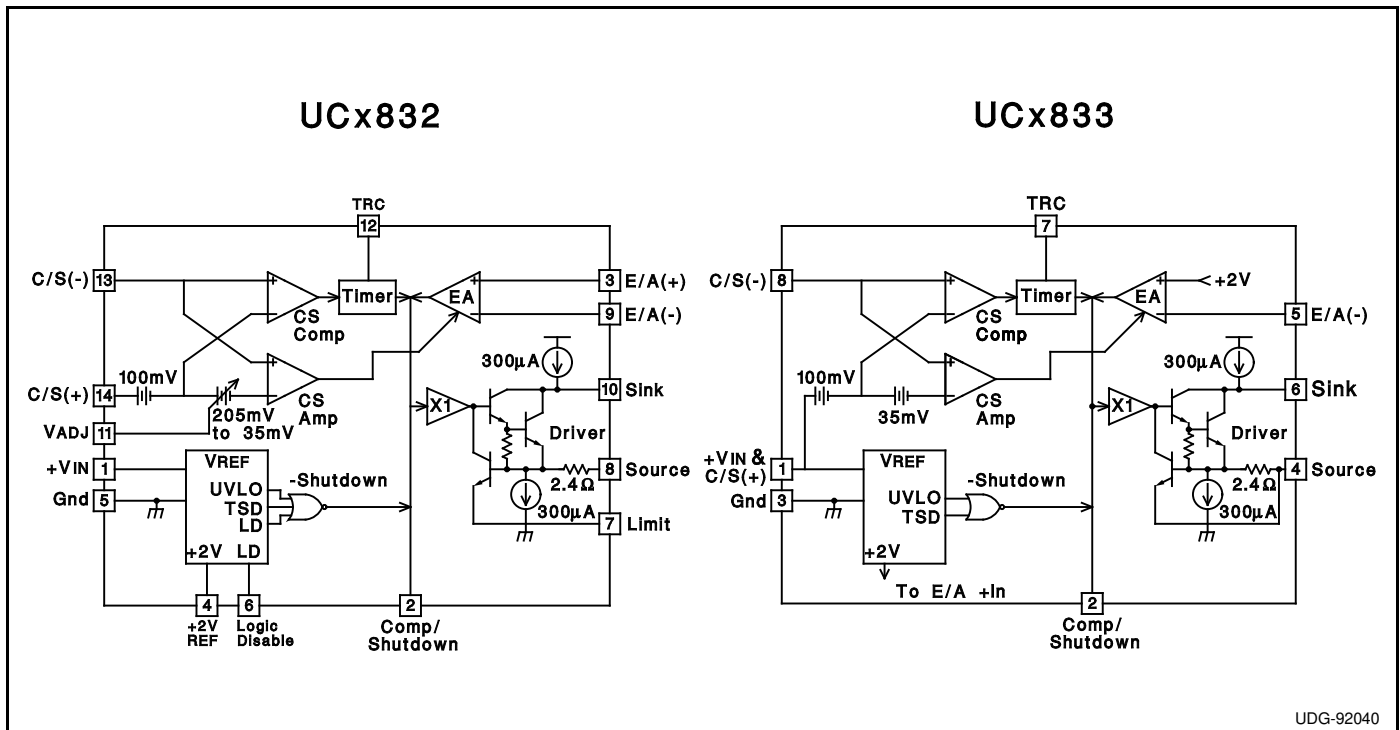 UCx832
TRC
12
C/S(-)
13
Timer
EA
3
E/A(+)
9
E/A(-)
CS
Comp
100mV
300µA
C/S(+)
14
CS
Amp
X1
10
Sink
205mV
to 35mV
VADJ
11
Driver
+VIN
1
VREF
8
Source
Gnd
5
UVLO
TSD
LD
-Shutdown
2.4Ω
300µA
7
Limit
+2V
LD
4
6
2
+2V
REF
Logic
Disable
Comp/
Shutdown
UCx833
TRC
7
C/S(-)
8
Timer
EA
+2V
5
E/A(-)
CS
Comp
100mV
300µA
35mV
CS
Amp
X1
6
Sink
Driver
+VIN &
C/S(+)
1
VREF
4
Source
Gnd
3
UVLO
TSD
-Shutdown
2.4Ω
300µA
+2V
To E/A +In
2
Comp/
Shutdown
UDG-92040